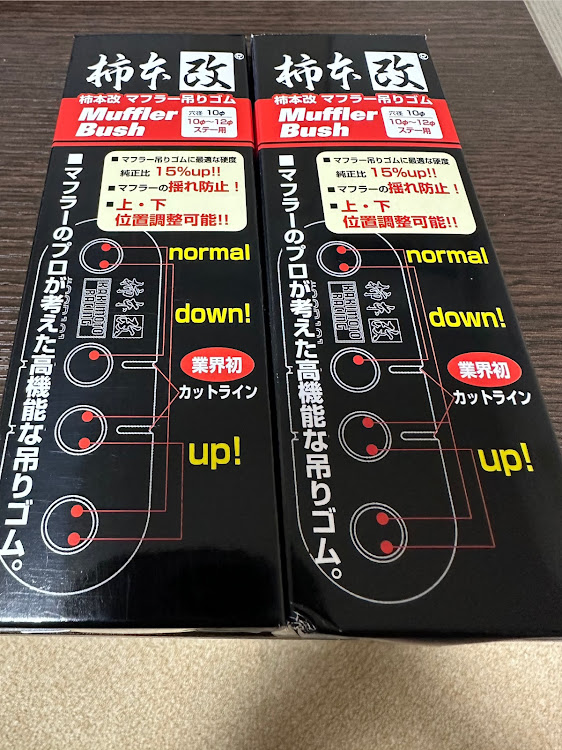 柿本改®
柿本改 マフラー吊りゴム
Muffler
Bush
穴径 10φ
10φ~12φ
ステー用
■マフラー吊りゴムに最適な硬度
純正比 15%up!!
■マフラーの揺れ防止！
■上・下
位置調整可能!!
■マフラーのプロが考えた高機能な吊りゴム。
normal
柿本改
KAKIMOTO
RACING
down!
業界初
カットライン
up!
柿本改®
柿本改 マフラー吊りゴム
Muffler
Bush
穴径 10φ
10φ~12φ
ステー用
■マフラー吊りゴムに最適な硬度
純正比 15%up!!
■マフラーの揺れ防止！
■上・下
位置調整可能!!
■マフラーのプロが考えた高機能な吊りゴム。
normal
柿本改
KAKIMOTO
RACING
down!
業界初
カットライン
up!